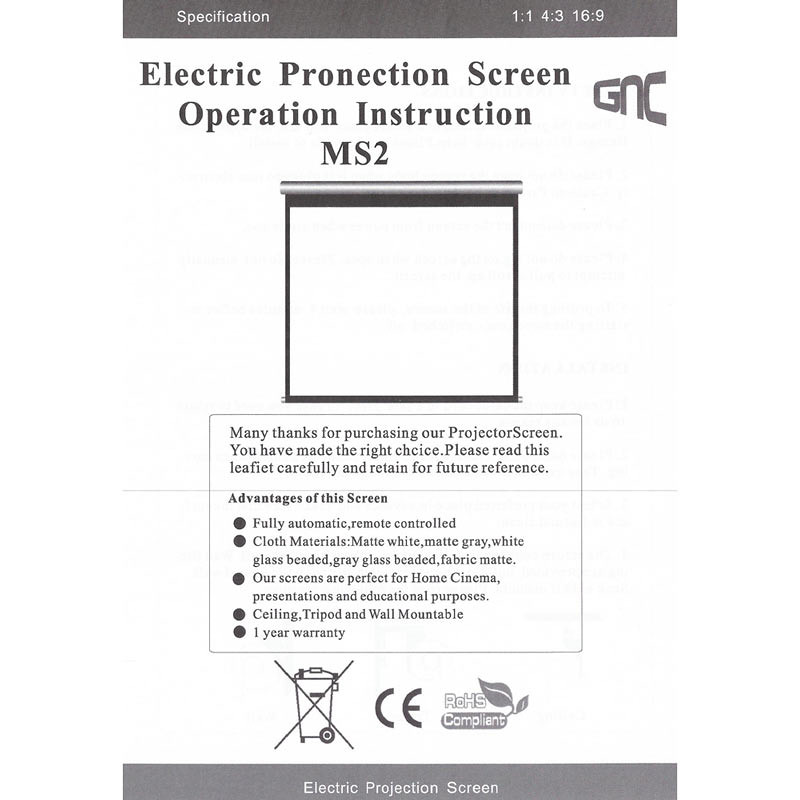 Specification 1:1 4:3 16:9
Electric Pronection Screen
Operation Instruction
MS2
GNC
Many thanks for purchasing our ProjectorScreen.
You have made the right chcice.Please read this
leafiet carefully and retain for future reference.
Advantages of this Screen
Fully automatic,remote controlled
Cloth Materials:Matte white,matte gray,white
glass beaded,gray glass beaded,fabric matte.
Our screens are perfect for Home Cinema,
presentations and educational purposes.
Ceiling,Tripod and Wall Mountable
1 year warranty
CE
RoHS
Compliant
Electric Projection Screen